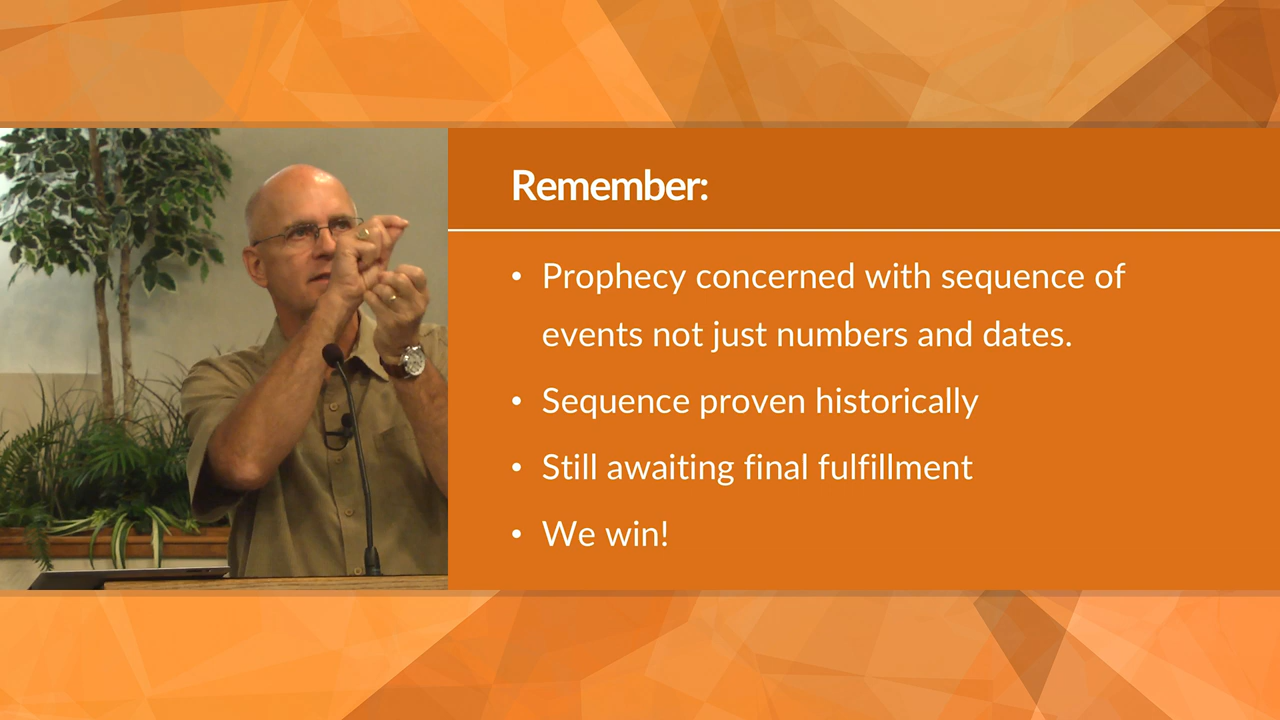 Remember:
• Prophecy concerned with sequence of
events not just numbers and dates.
• Sequence proven historically
• Still awaiting final fulfillment
• We win!